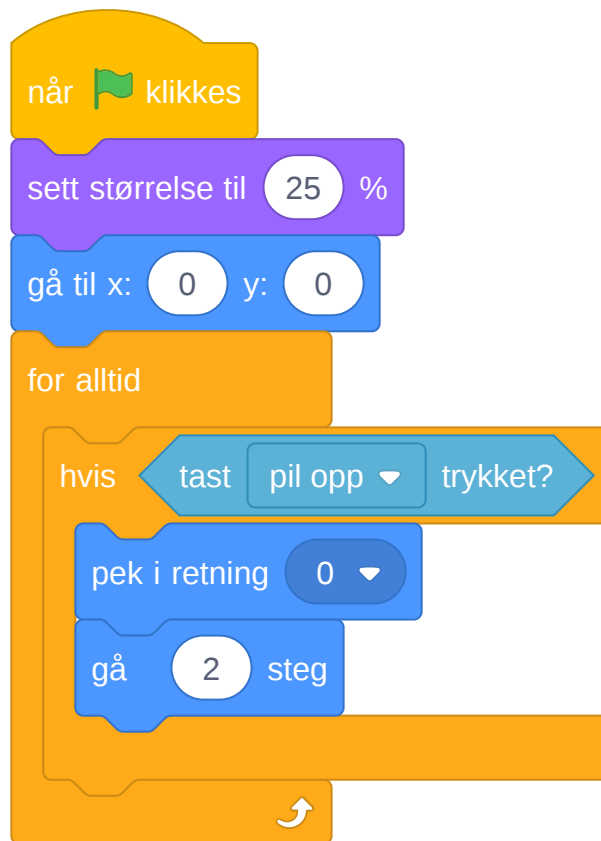 når klikkes
sett størrelse til 25 %
gå til x: 0 y: 0
for alltid
hvis tast pil opp trykket?
pek i retning 0
gå 2 steg